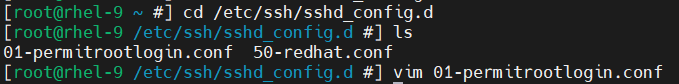 [root@rhel-9 ~ #] cd /etc/ssh/sshd_config.d
[root@rhel-9 /etc/ssh/sshd_config.d #] ls
01-permitrootlogin.conf  50-redhat.conf
[root@rhel-9 /etc/ssh/sshd_config.d #] vim 01-permitrootlogin.conf